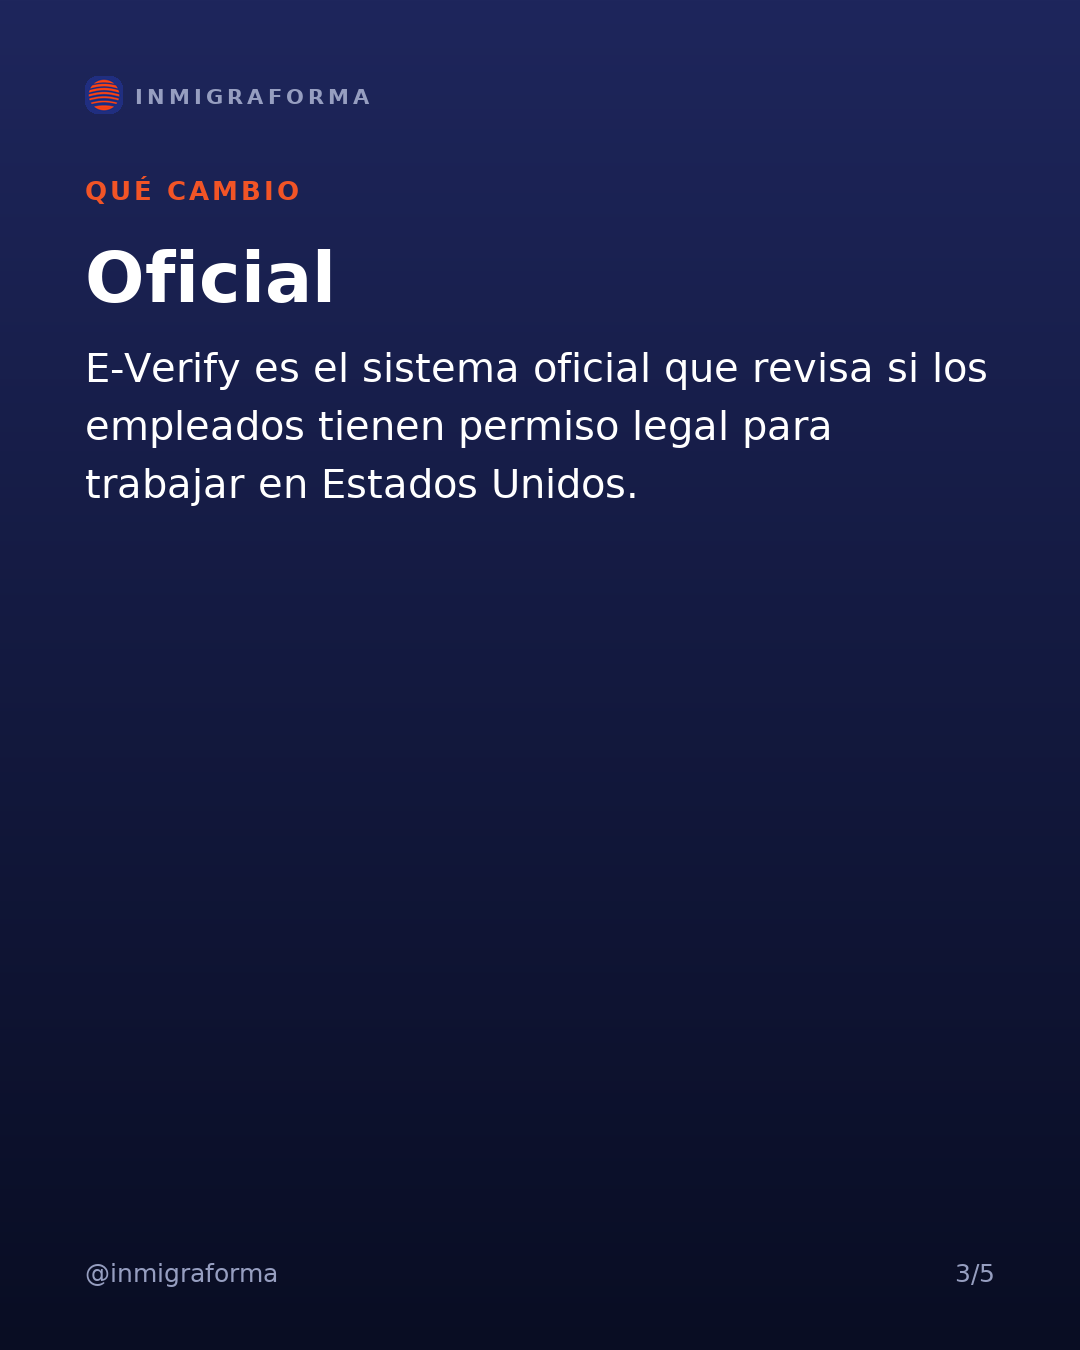 INMIGRAFORMA
QUÉ CAMBIO
Oficial
E-Verify es el sistema oficial que revisa si los
empleados tienen permiso legal para
trabajar en Estados Unidos.
@inmigraforma
3/5